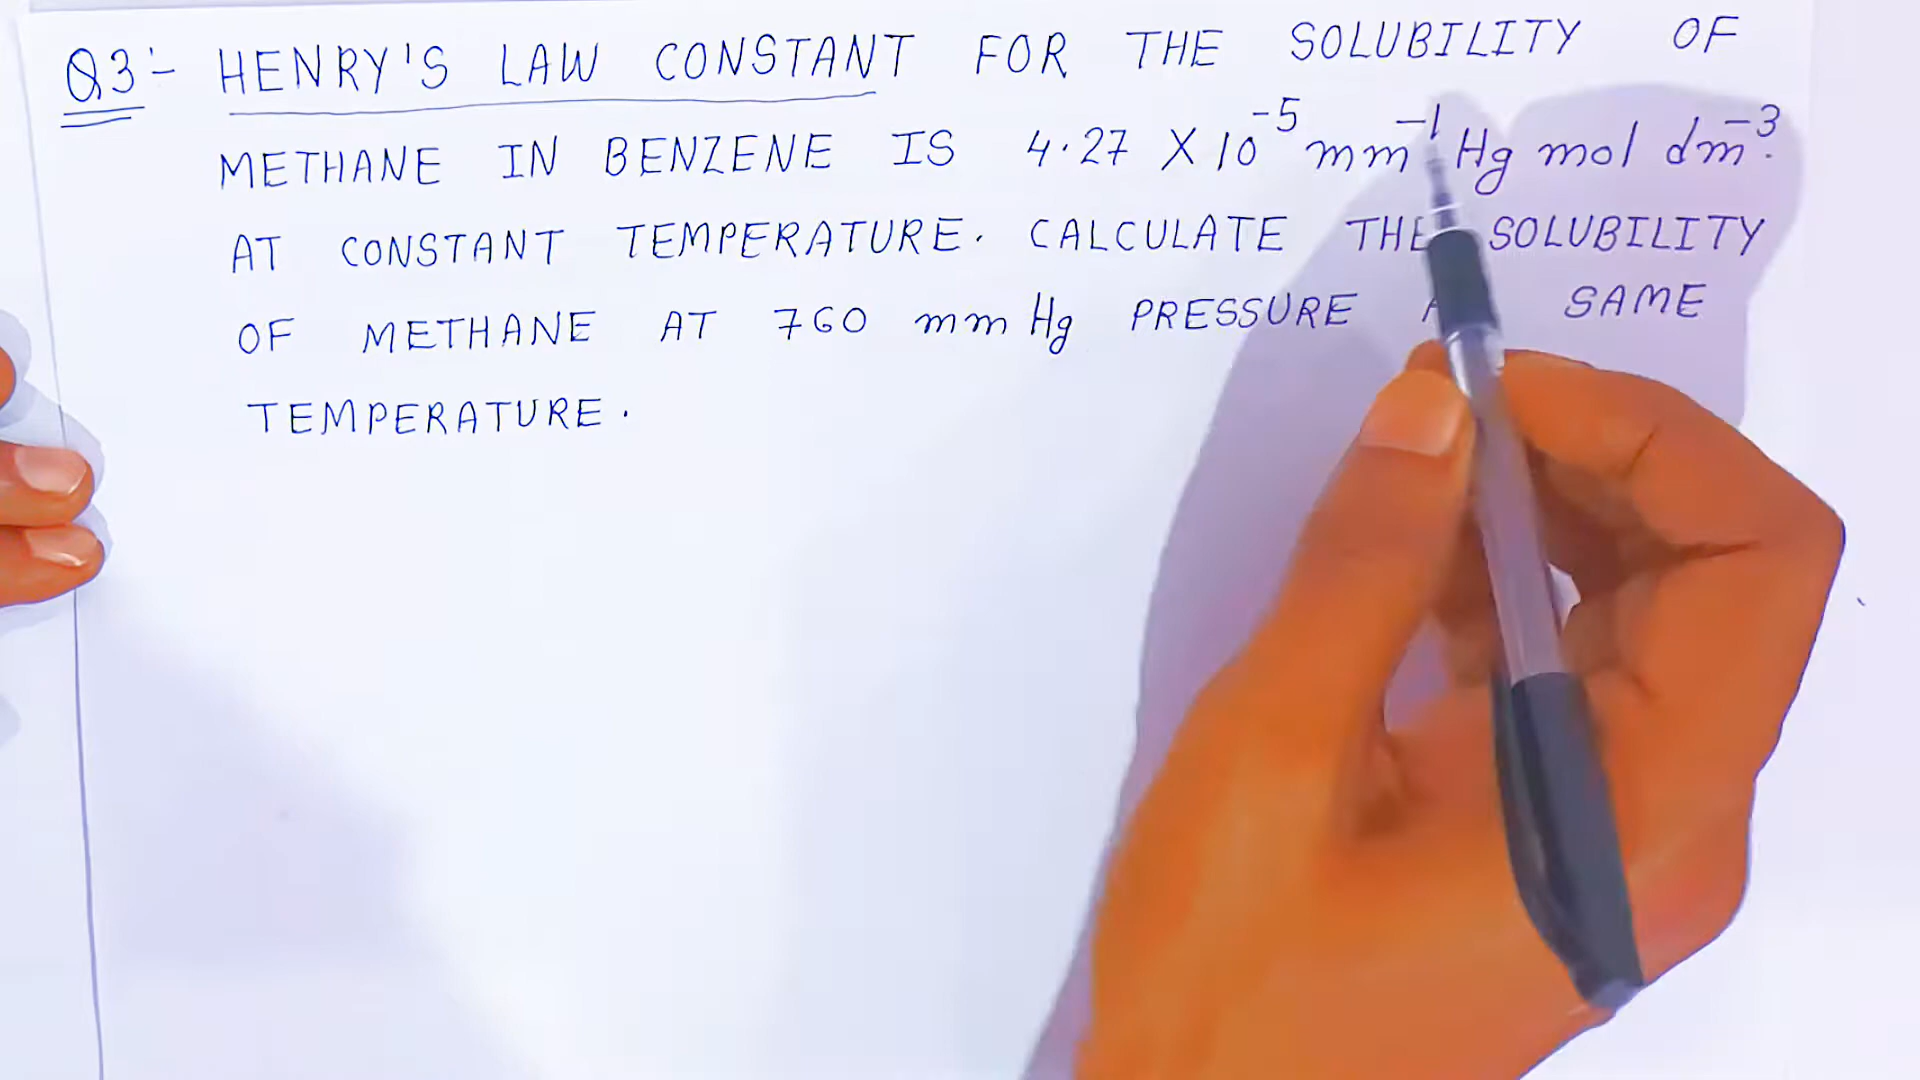 Q3:- HENRY'S LAW CONSTANT FOR THE SOLUBILITY OF
METHANE IN BENZENE IS 4.27 X 10⁻⁵ mm⁻¹ Hg mol dm⁻³.
AT CONSTANT TEMPERATURE. CALCULATE THE SOLUBILITY
OF METHANE AT 760 mm Hg PRESSURE SAME
TEMPERATURE.